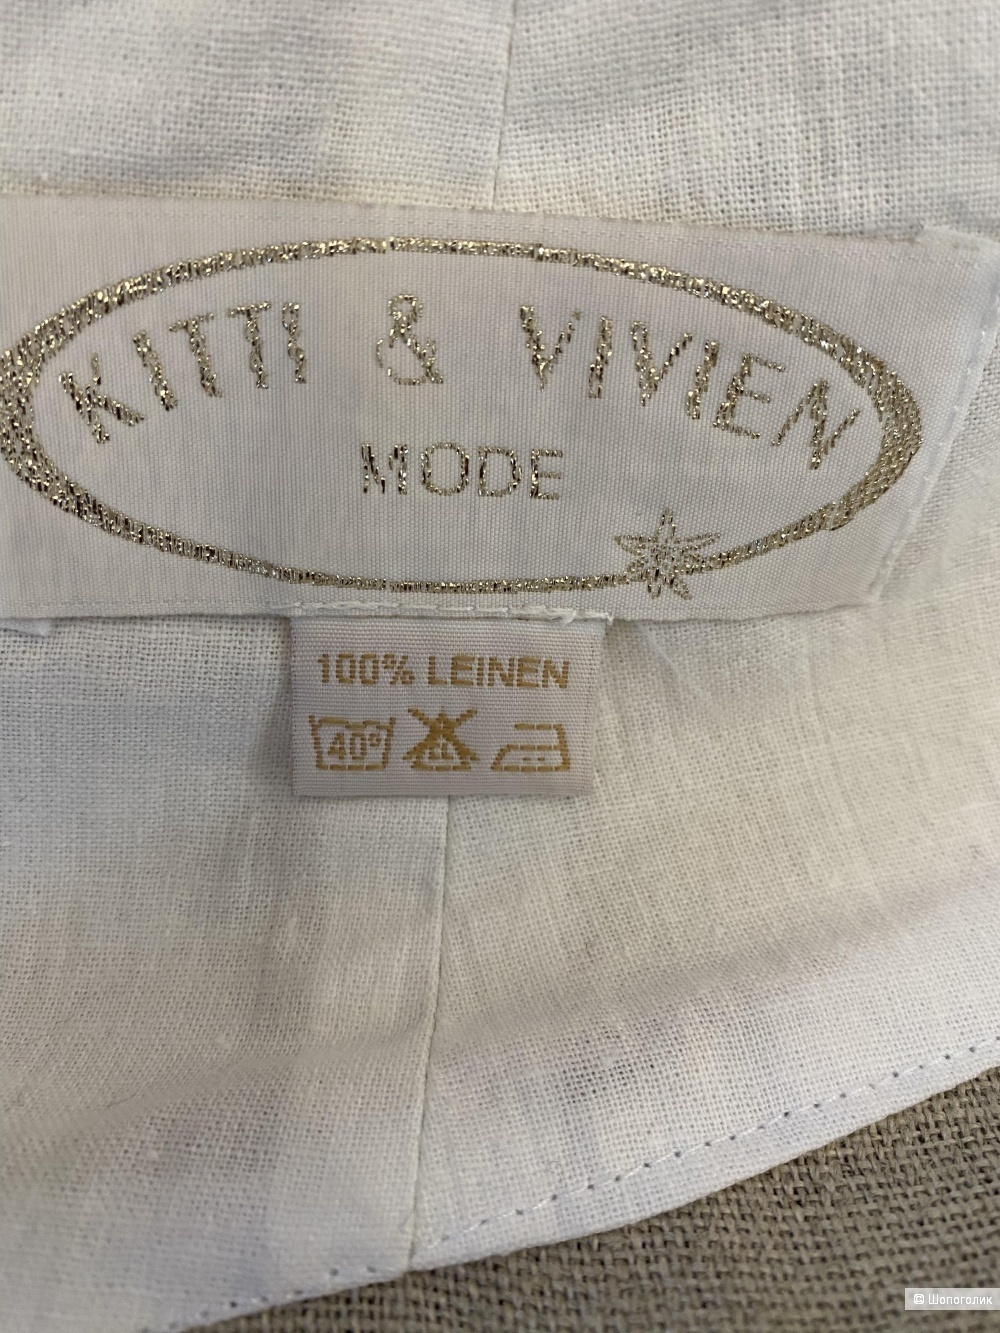 KITTI & VIVIEN
MODE
100% LEINEN
40°
© Шопоголик